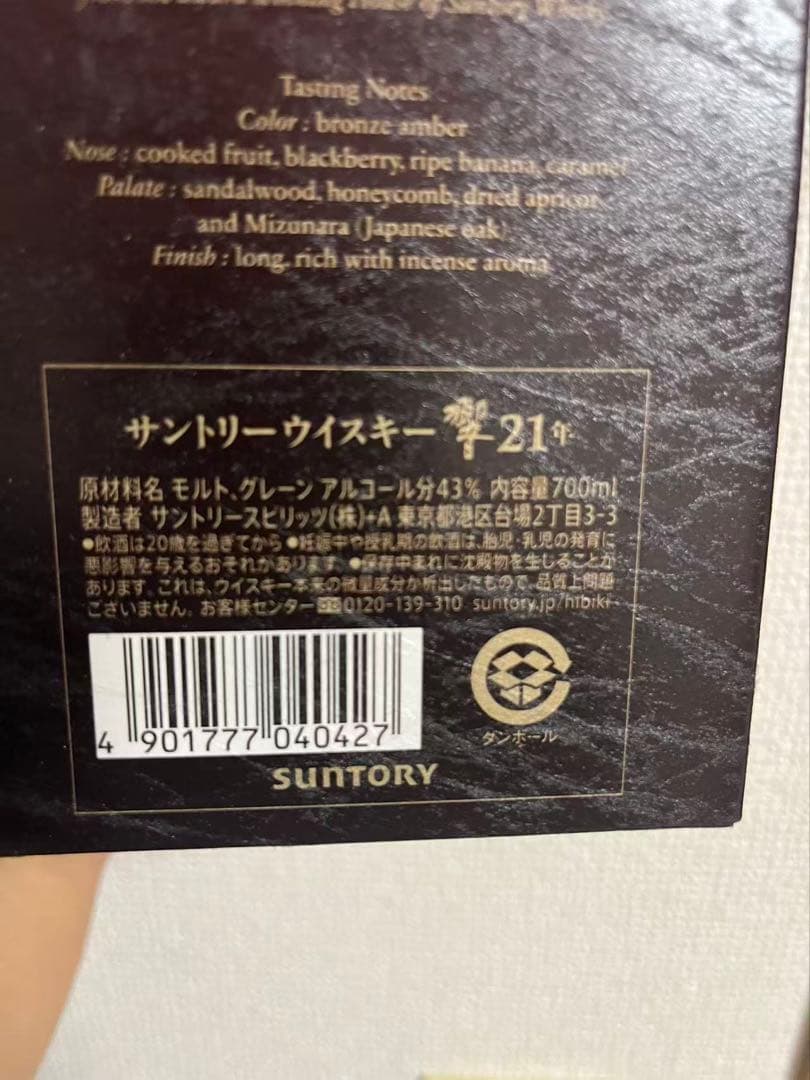 Blending House of Suntory Whisky.
Tasting Notes
Color : bronze amber
Nose : cooked fruit, blackberry, ripe banana, caramel
Palate : sandalwood, honeycomb, dried apricot,
and Mizunara (Japanese oak)
Finish : long, rich with incense aroma
サントリーウイスキー 響21年
原材料名 モルト、グレーン アルコール分43% 内容量700ml
製造者 サントリースピリッツ(株)+A 東京都港区台場2丁目3-3
●飲酒は20歳を過ぎてから ●妊娠中や授乳期の飲酒は、胎児・乳児の発育に
悪影響を与えるおそれがあります。 ●保存中まれに沈殿物を生じることが
あります。これは、ウイスキー本来の微量成分が析出したもので、品質上問題
ございません。お客様センター 0120-139-310 suntory.jp/hibiki
4 901777 040427
ダンボール
SUNTORY